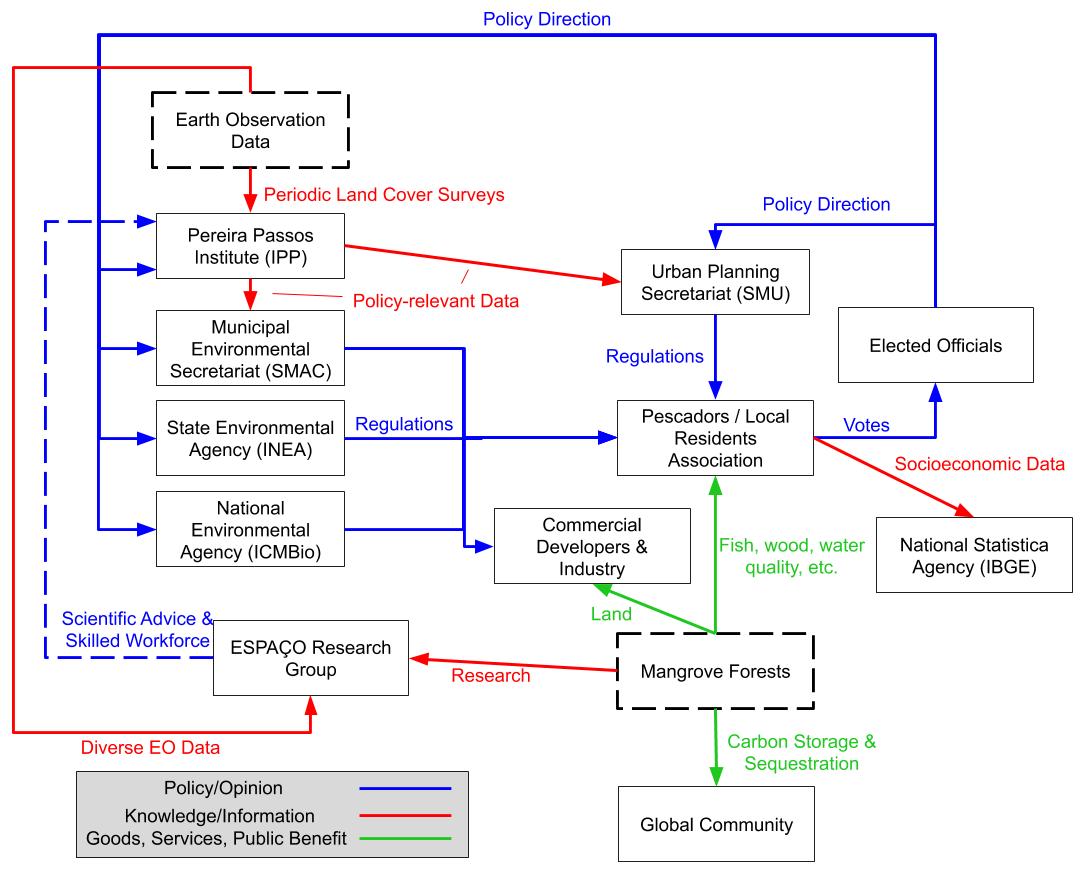 Policy Direction
Earth Observation
Data
Periodic Land Cover Surveys
Policy Direction
Pereira Passos
Institute (IPP)
Urban Planning
Secretariat (SMU)
Policy-relevant Data
Municipal
Environmental
Secretariat (SMAC)
Elected Officials
Regulations
State Environmental
Agency (INEA)
Regulations
Pescadors / Local
Residents
Association
Votes
Socioeconomic Data
National
Environmental
Agency (ICMBio)
Commercial
Developers &
Industry
Fish, wood, water
quality, etc.
National Statistica
Agency (IBGE)
Land
Scientific Advice &
Skilled Workforce
ESPAÇO Research
Group
Research
Mangrove Forests
Diverse EO Data
Carbon Storage &
Sequestration
Policy/Opinion
Knowledge/Information
Goods, Services, Public Benefit
Global Community